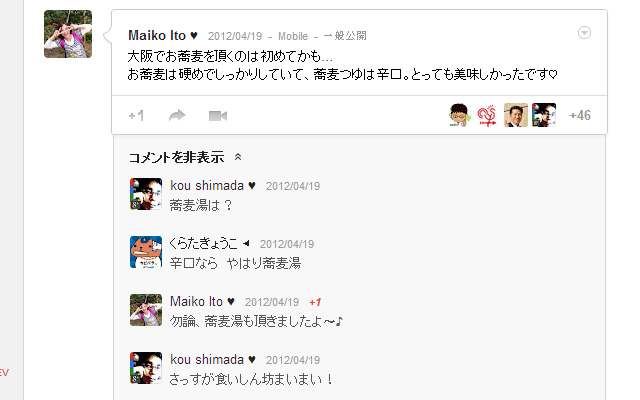 Maiko Ito ♥ 2012/04/19 - Mobile - 一般公開
大阪でお蕎麦を頂くのは初めてかも…
お蕎麦は硬めでしっかりしていて、蕎麦つゆは辛口。とっても美味しかったです♡
+1 +46
コメントを非表示
kou shimada ♥ 2012/04/19
蕎麦湯は？
くらたきょうこ 2012/04/19
辛口なら やはり蕎麦湯
Maiko Ito ♥ 2012/04/19 +1
勿論、蕎麦湯も頂きましたよ～♪
EV
kou shimada ♥ 2012/04/19
さっすが食いしん坊まいまい！